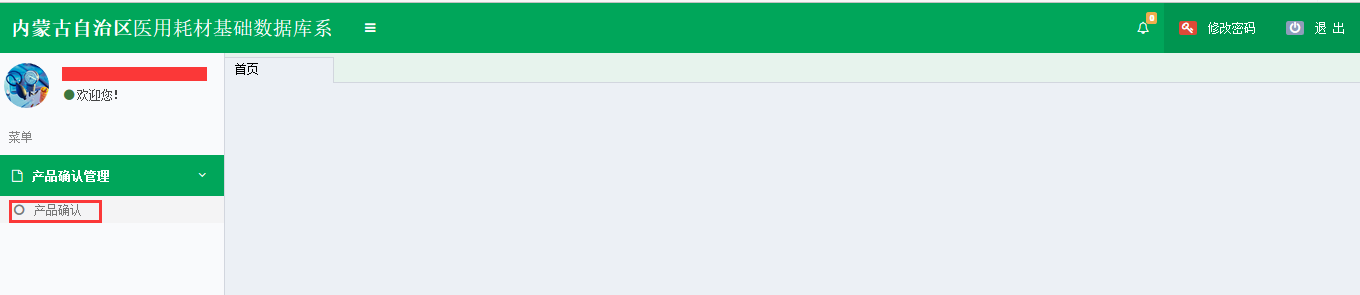 内蒙古自治区医用耗材基础数据库系
0
修改密码
退 出
首页
欢迎您!
菜单
产品确认管理
产品确认